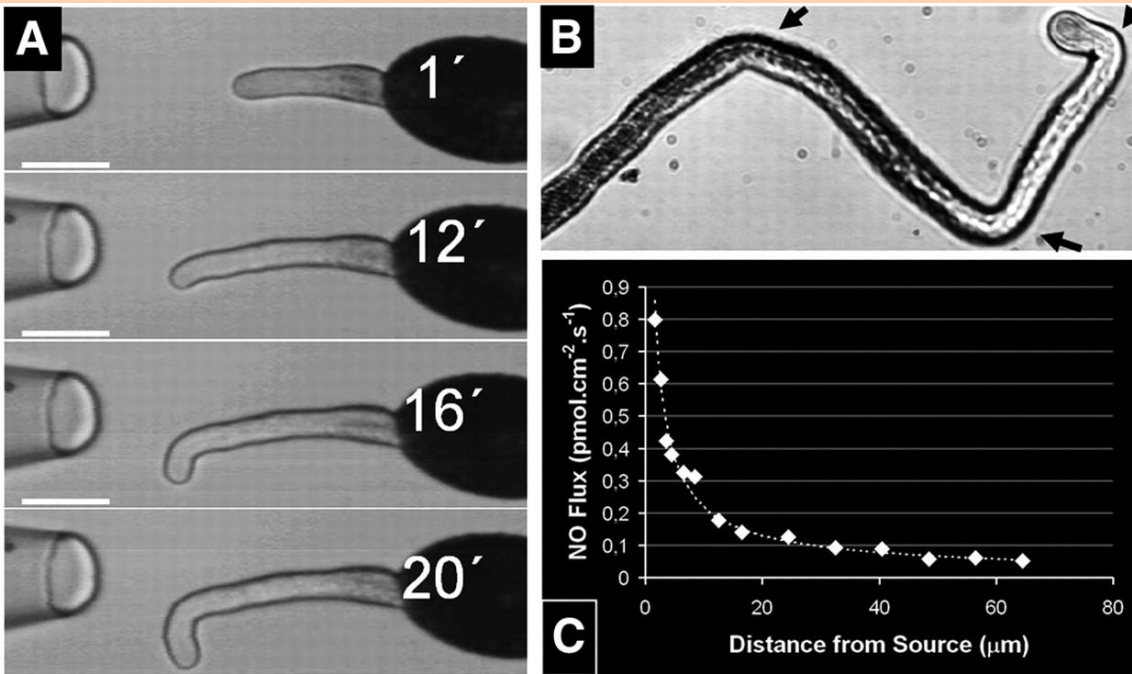 A
1´
12´
16´
20´
B
NO Flux (pmol.cm⁻².s⁻¹)
0,9
0,8
0,7
0,6
0,5
0,4
0,3
0,2
0,1
0
0 20 40 60 80
Distance from Source (μm)
C